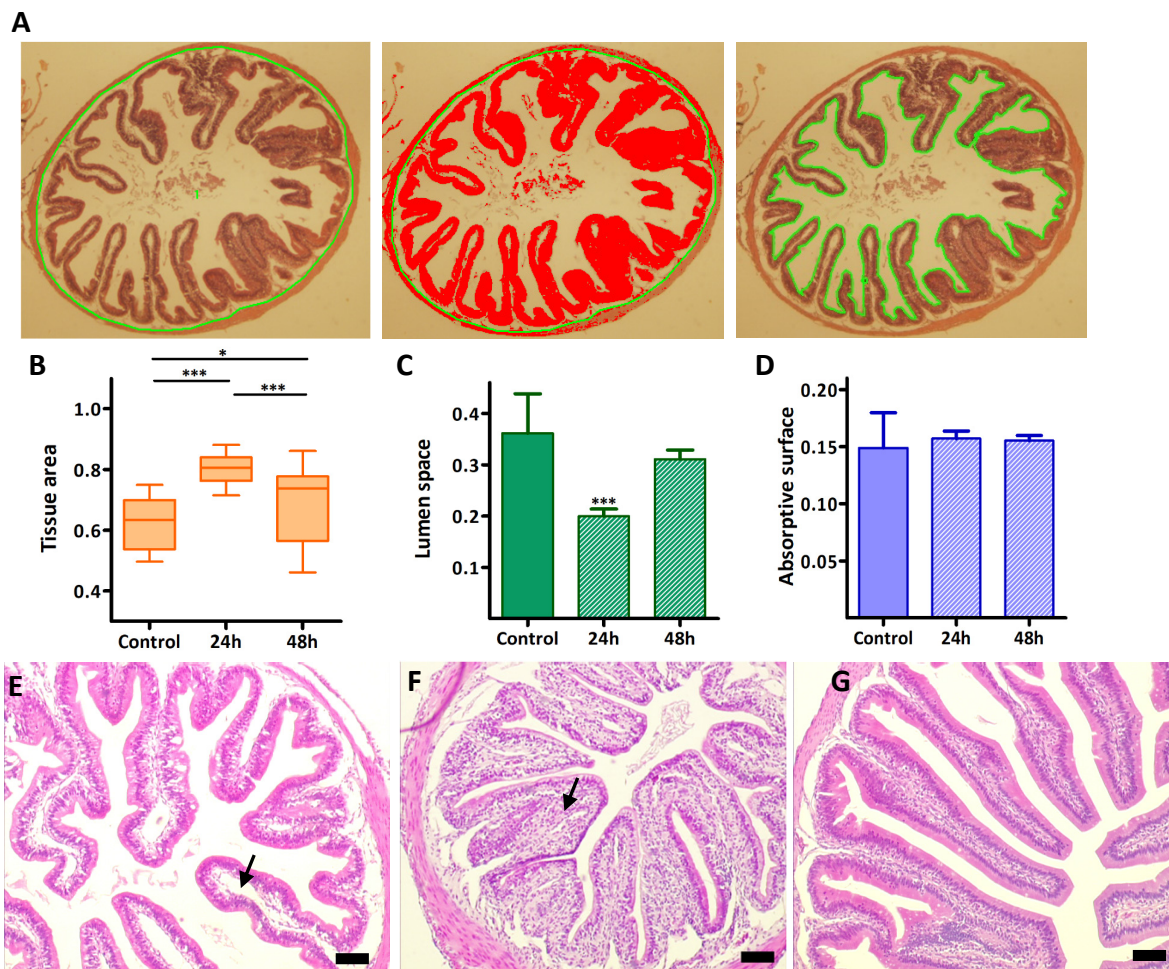 A
B
*
***
***
Tissue area
1.0
0.8
0.6
0.4
Control 24h 48h
C
Lumen space
0.4
0.3
0.2
0.1
***
Control 24h 48h
D
Absorptive surface
0.20
0.15
0.10
0.05
Control 24h 48h
E
F
G